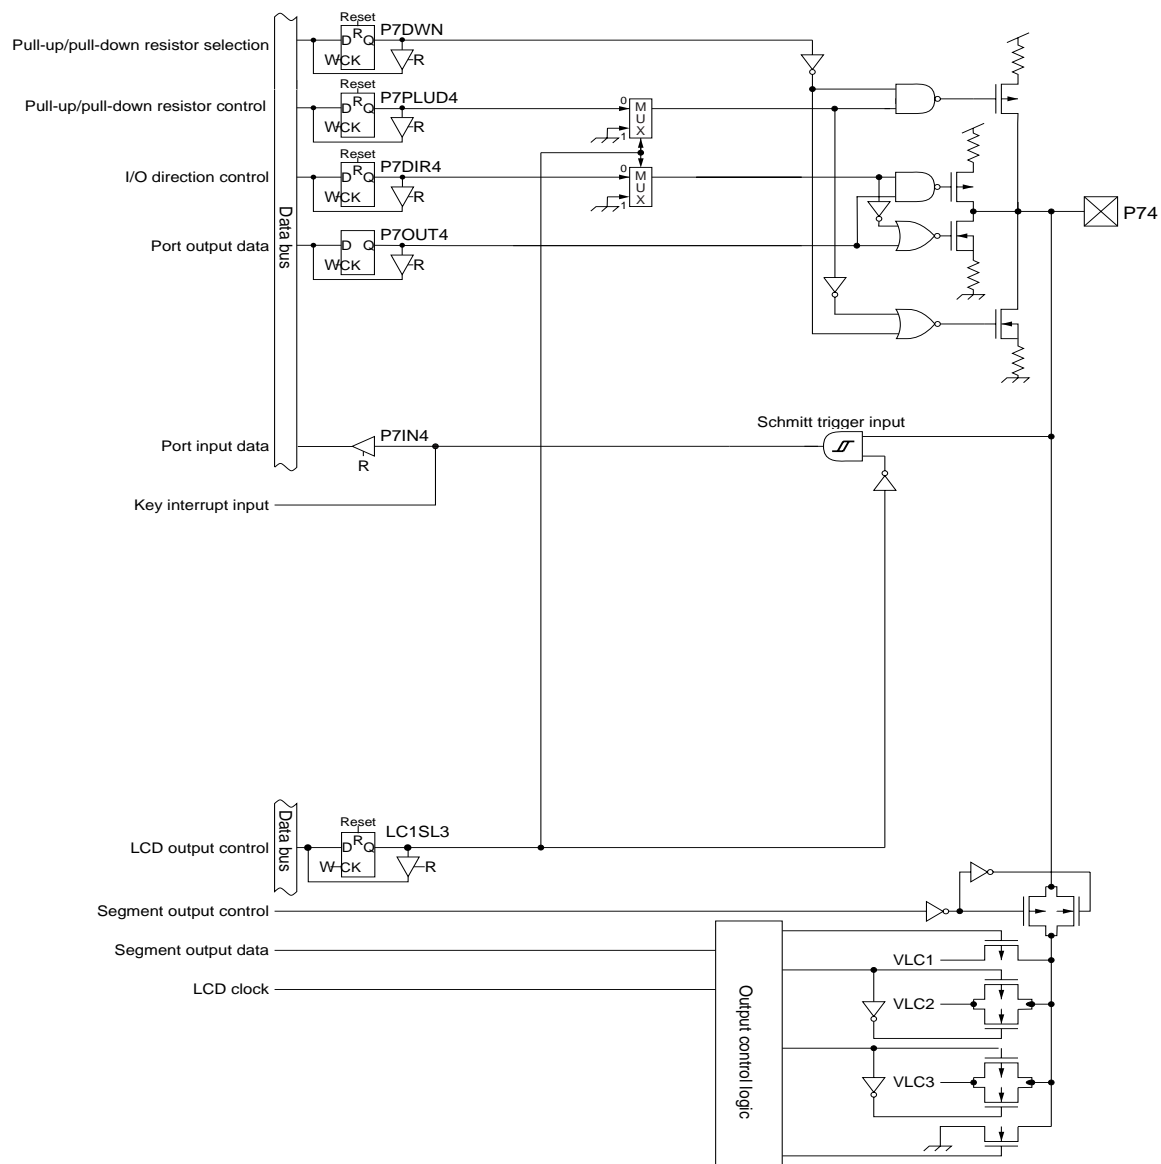 Reset
Pull-up/pull-down resistor selection
D R Q
P7DWN
WCK
R
Reset
Pull-up/pull-down resistor control
D R Q
P7PLUD4
WCK
R
0
MUX
1
Reset
I/O direction control
D R Q
P7DIR4
WCK
R
0
MUX
1
P74
Data bus
Port output data
D Q
P7OUT4
WCK
R
Schmitt trigger input
Port input data
P7IN4
R
Key interrupt input
Data bus
Reset
LCD output control
D R Q
LC1SL3
WCK
R
Segment output control
Segment output data
VLC1
LCD clock
Output control logic
VLC2
VLC3